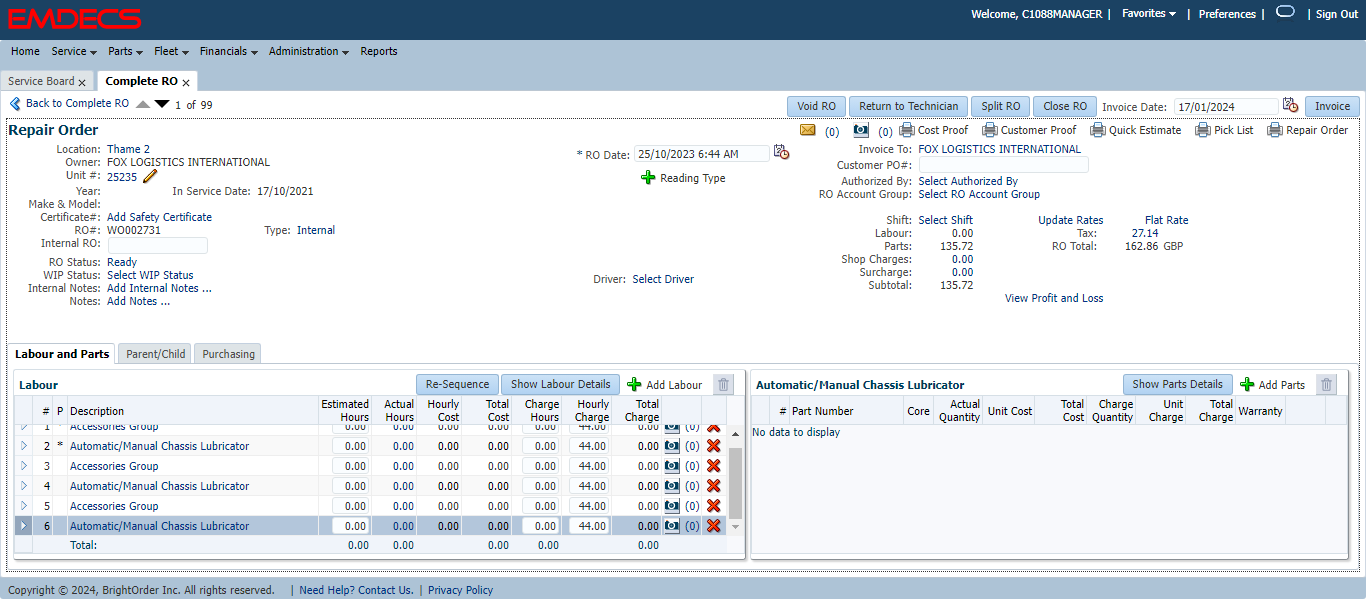 EMDECS
Welcome, C1088MANAGER | Favorites | Preferences | | Sign Out
Home Service Parts Fleet Financials Administration Reports
Service Board x Complete RO x
Back to Complete RO 1 of 99
Void RO Return to Technician Split RO Close RO Invoice Date: 17/01/2024 Invoice
Repair Order
(0) (0) Cost Proof Customer Proof Quick Estimate Pick List Repair Order
Location: Thame 2
Owner: FOX LOGISTICS INTERNATIONAL
Unit #: 25235
Year: In Service Date: 17/10/2021
Make & Model:
Certificate#: Add Safety Certificate
RO#: WO002731 Type: Internal
Internal RO:
RO Status: Ready
WIP Status: Select WIP Status
Internal Notes: Add Internal Notes ...
Notes: Add Notes ...
* RO Date: 25/10/2023 6:44 AM
Reading Type
Driver: Select Driver
Invoice To: FOX LOGISTICS INTERNATIONAL
Customer PO#:
Authorized By: Select Authorized By
RO Account Group: Select RO Account Group
Shift: Select Shift Update Rates Flat Rate
Labour: 0.00 Tax: 27.14
Parts: 135.72 RO Total: 162.86 GBP
Shop Charges: 0.00
Surcharge: 0.00
Subtotal: 135.72
View Profit and Loss
Labour and Parts Parent/Child Purchasing
Labour Re-Sequence Show Labour Details Add Labour
# P Description Estimated Hours Actual Hours Hourly Cost Total Cost Charge Hours Hourly Charge Total Charge
1 Accessories Group 0.00 0.00 0.00 0.00 0.00 44.00 0.00 (0)
2 * Automatic/Manual Chassis Lubricator 0.00 0.00 0.00 0.00 0.00 44.00 0.00 (0)
3 Accessories Group 0.00 0.00 0.00 0.00 0.00 44.00 0.00 (0)
4 Automatic/Manual Chassis Lubricator 0.00 0.00 0.00 0.00 0.00 44.00 0.00 (0)
5 Accessories Group 0.00 0.00 0.00 0.00 0.00 44.00 0.00 (0)
6 Automatic/Manual Chassis Lubricator 0.00 0.00 0.00 0.00 0.00 44.00 0.00 (0)
Total: 0.00 0.00 0.00 0.00 0.00
Automatic/Manual Chassis Lubricator Show Parts Details Add Parts
# Part Number Core Actual Quantity Unit Cost Total Cost Charge Quantity Unit Charge Total Charge Warranty
No data to display
Copyright © 2024, BrightOrder Inc. All rights reserved. | Need Help? Contact Us. | Privacy Policy